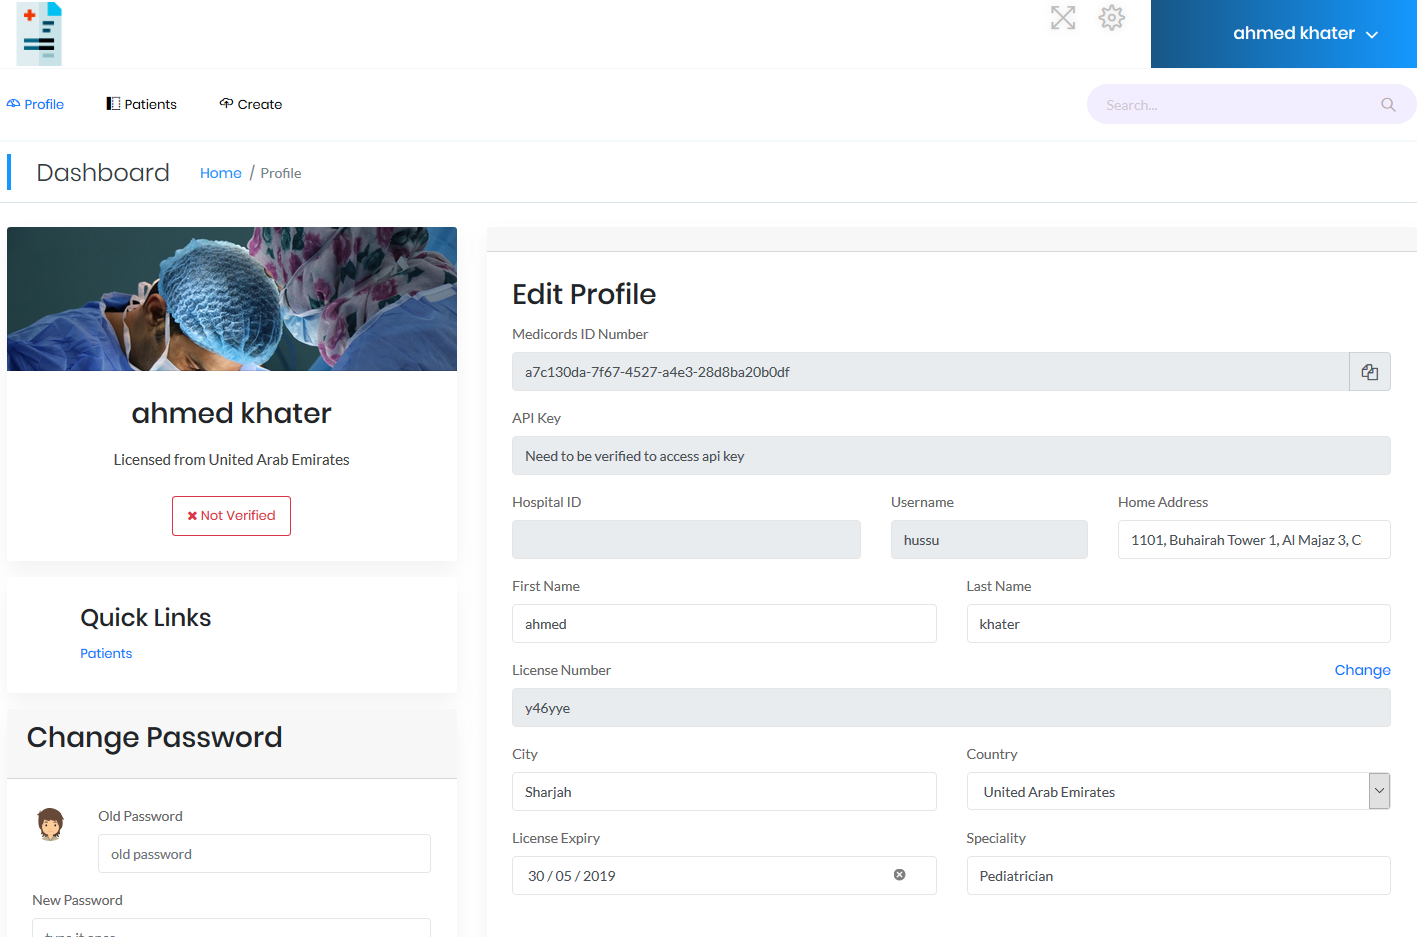 ahmed khater
Profile
Patients
Create
Search...
Dashboard
Home / Profile
ahmed khater
Licensed from United Arab Emirates
Not Verified
Quick Links
Patients
Change Password
Old Password
old password
New Password
Edit Profile
Medicords ID Number
a7c130da-7f67-4527-a4e3-28d8ba20b0df
API Key
Need to be verified to access api key
Hospital ID
Username
Home Address
hussu
1101, Buhairah Tower 1, Al Majaz 3, C
First Name
Last Name
ahmed
khater
License Number
Change
y46yye
City
Country
Sharjah
United Arab Emirates
License Expiry
Speciality
30 / 05 / 2019
Pediatrician